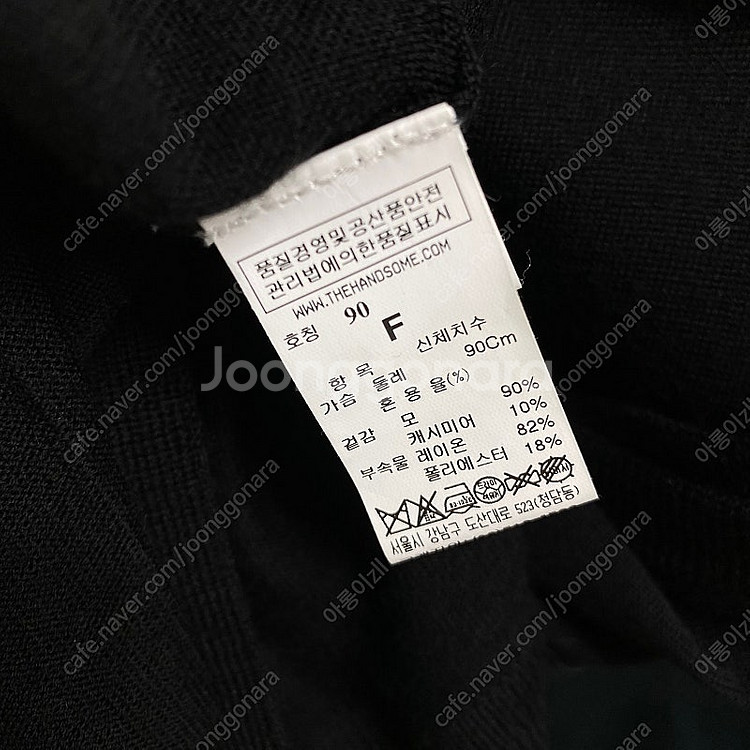 품질경영및공산품안전
관리법에의한품질표시
WWW.THEHANDSOME.COM
호칭 90 F
항 목 신체치수
가슴 둘레 90Cm
혼 용 율(%)
겉감 모 90%
캐시미어 10%
부속물 레이온 82%
폴리에스터 18%
서울시 강남구 도산대로 523(청담동)
Joonggonara
cafe.naver.com/joonggonara
아롱이